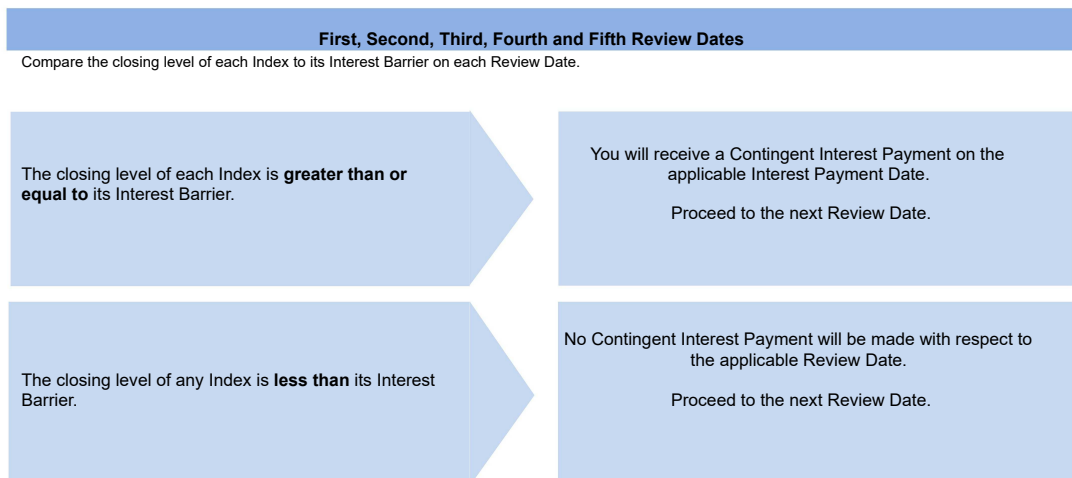 First, Second, Third, Fourth and Fifth Review Dates
Compare the closing level of each Index to its Interest Barrier on each Review Date.
The closing level of each Index is greater than or
equal to its Interest Barrier.
You will receive a Contingent Interest Payment on the
applicable Interest Payment Date.
Proceed to the next Review Date.
The closing level of any Index is less than its Interest
Barrier.
No Contingent Interest Payment will be made with respect to
the applicable Review Date.
Proceed to the next Review Date.